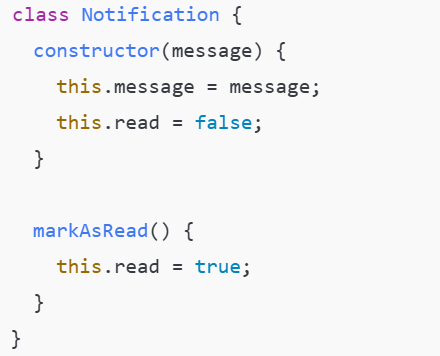 class Notification {
  constructor(message) {
    this.message = message;
    this.read = false;
  }

  markAsRead() {
    this.read = true;
  }
}